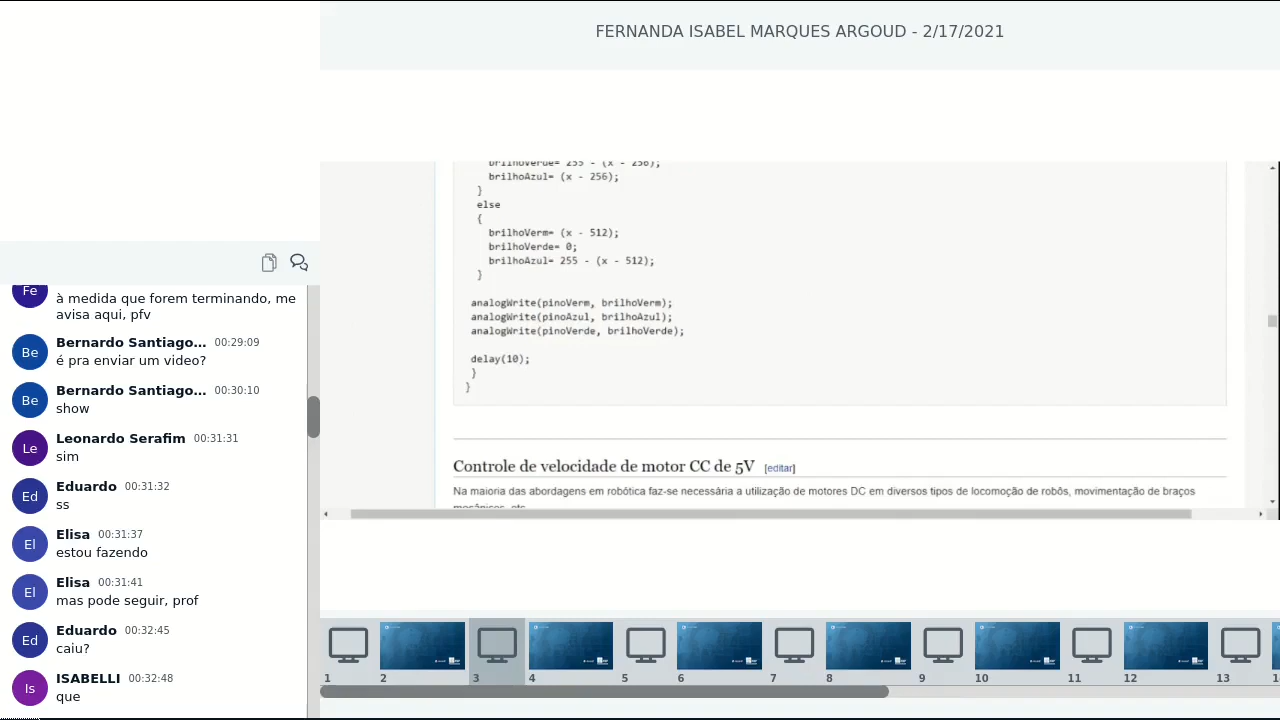 FERNANDA ISABEL MARQUES ARGOUD - 2/17/2021
Fe
à medida que forem terminando, me
avisa aqui, pfv
Be
Bernardo Santiago... 00:29:09
é pra enviar um video?
Be
Bernardo Santiago... 00:30:10
show
Le
Leonardo Serafim 00:31:31
sim
Ed
Eduardo 00:31:32
ss
El
Elisa 00:31:37
estou fazendo
El
Elisa 00:31:41
mas pode seguir, prof
Ed
Eduardo 00:32:45
caiu?
Is
ISABELLI 00:32:48
que
brilhoVerde= 255 - (x - 256);
brilhoAzul= (x - 256);
}
else
{
brilhoVerm= (x - 512);
brilhoVerde= 0;
brilhoAzul= 255 - (x - 512);
}
analogWrite(pinoVerm, brilhoVerm);
analogWrite(pinoAzul, brilhoAzul);
analogWrite(pinoVerde, brilhoVerde);
delay(10);
}
}
Controle de velocidade de motor CC de 5V [editar]
Na maioria das abordagens em robótica faz-se necessária a utilização de motores DC em diversos tipos de locomoção de robôs, movimentação de braços
mecânicos, etc.
1 2 3 4 5 6 7 8 9 10 11 12 13